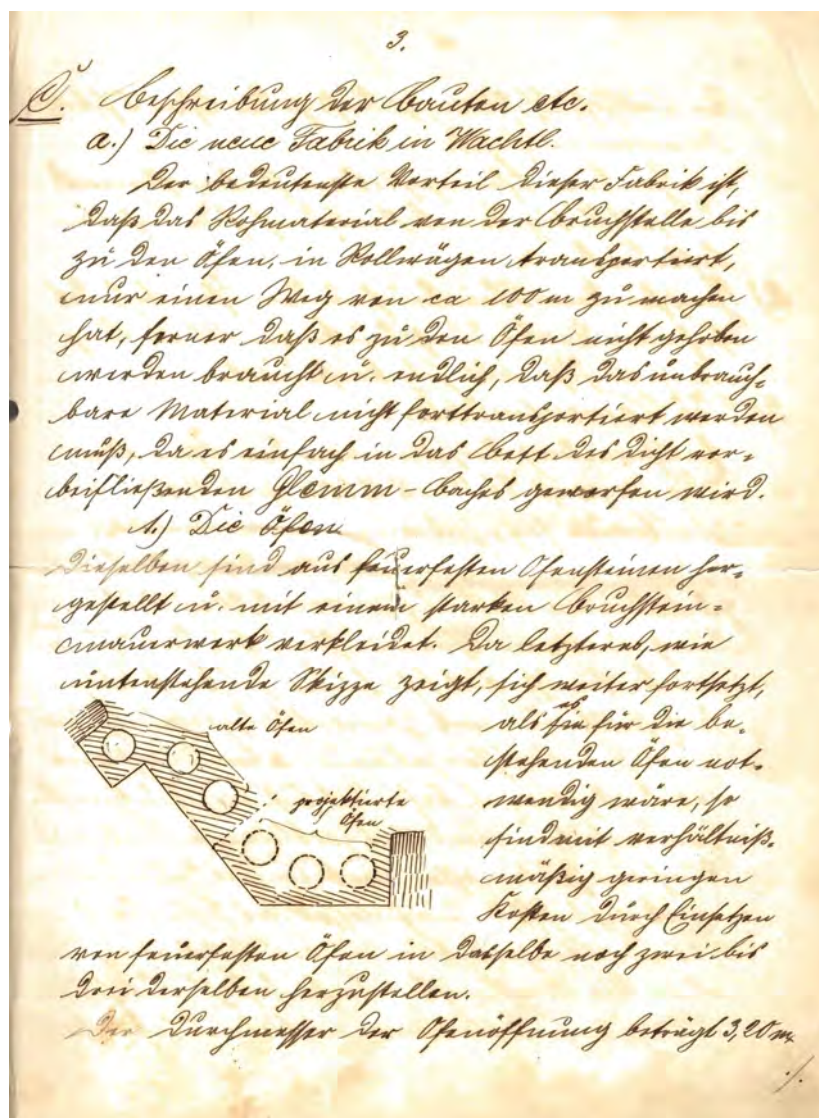 3.
C. Beschreibung der Bauten etc.
a.) Die neue Fabrik in Wachtl.
Der bedeutenste Vorteil dieser Fabrik ist,
daß das Rohmaterial von der Bruchstelle bis
zu den Öfen, in Rollwägen transportiert,
nur einen Weg von ca 100 m zu machen
hat, ferner daß es zu den Öfen nicht gehoben
werden braucht u. endlich, daß das unbrauch-
bare Material nicht forttransportiert werden
muß, da es einfach in das Bett des dicht vor-
beifließenden Glemm-Baches geworfen wird.
1.) Die Öfen
Dieselben sind aus feuerfesten Ofensteinen her-
gestellt u. mit einem starken Bruchstein-
mauerwerk verkleidet. Da letzteres, wie
untenstehende Skizze zeigt, sich weiter fortsetzt,
alte Öfen
projektierte
Öfen
als es für die be-
stehenden Öfen not-
wendig wäre, so
sind mit verhältniß-
mäßig geringen
Kosten durch Einsetzen
von feuerfesten Öfen in dasselbe noch zwei bis
drei derselben herzustellen.
Der Durchmesser der Ofenöffnung beträgt 3,20 m.
./.